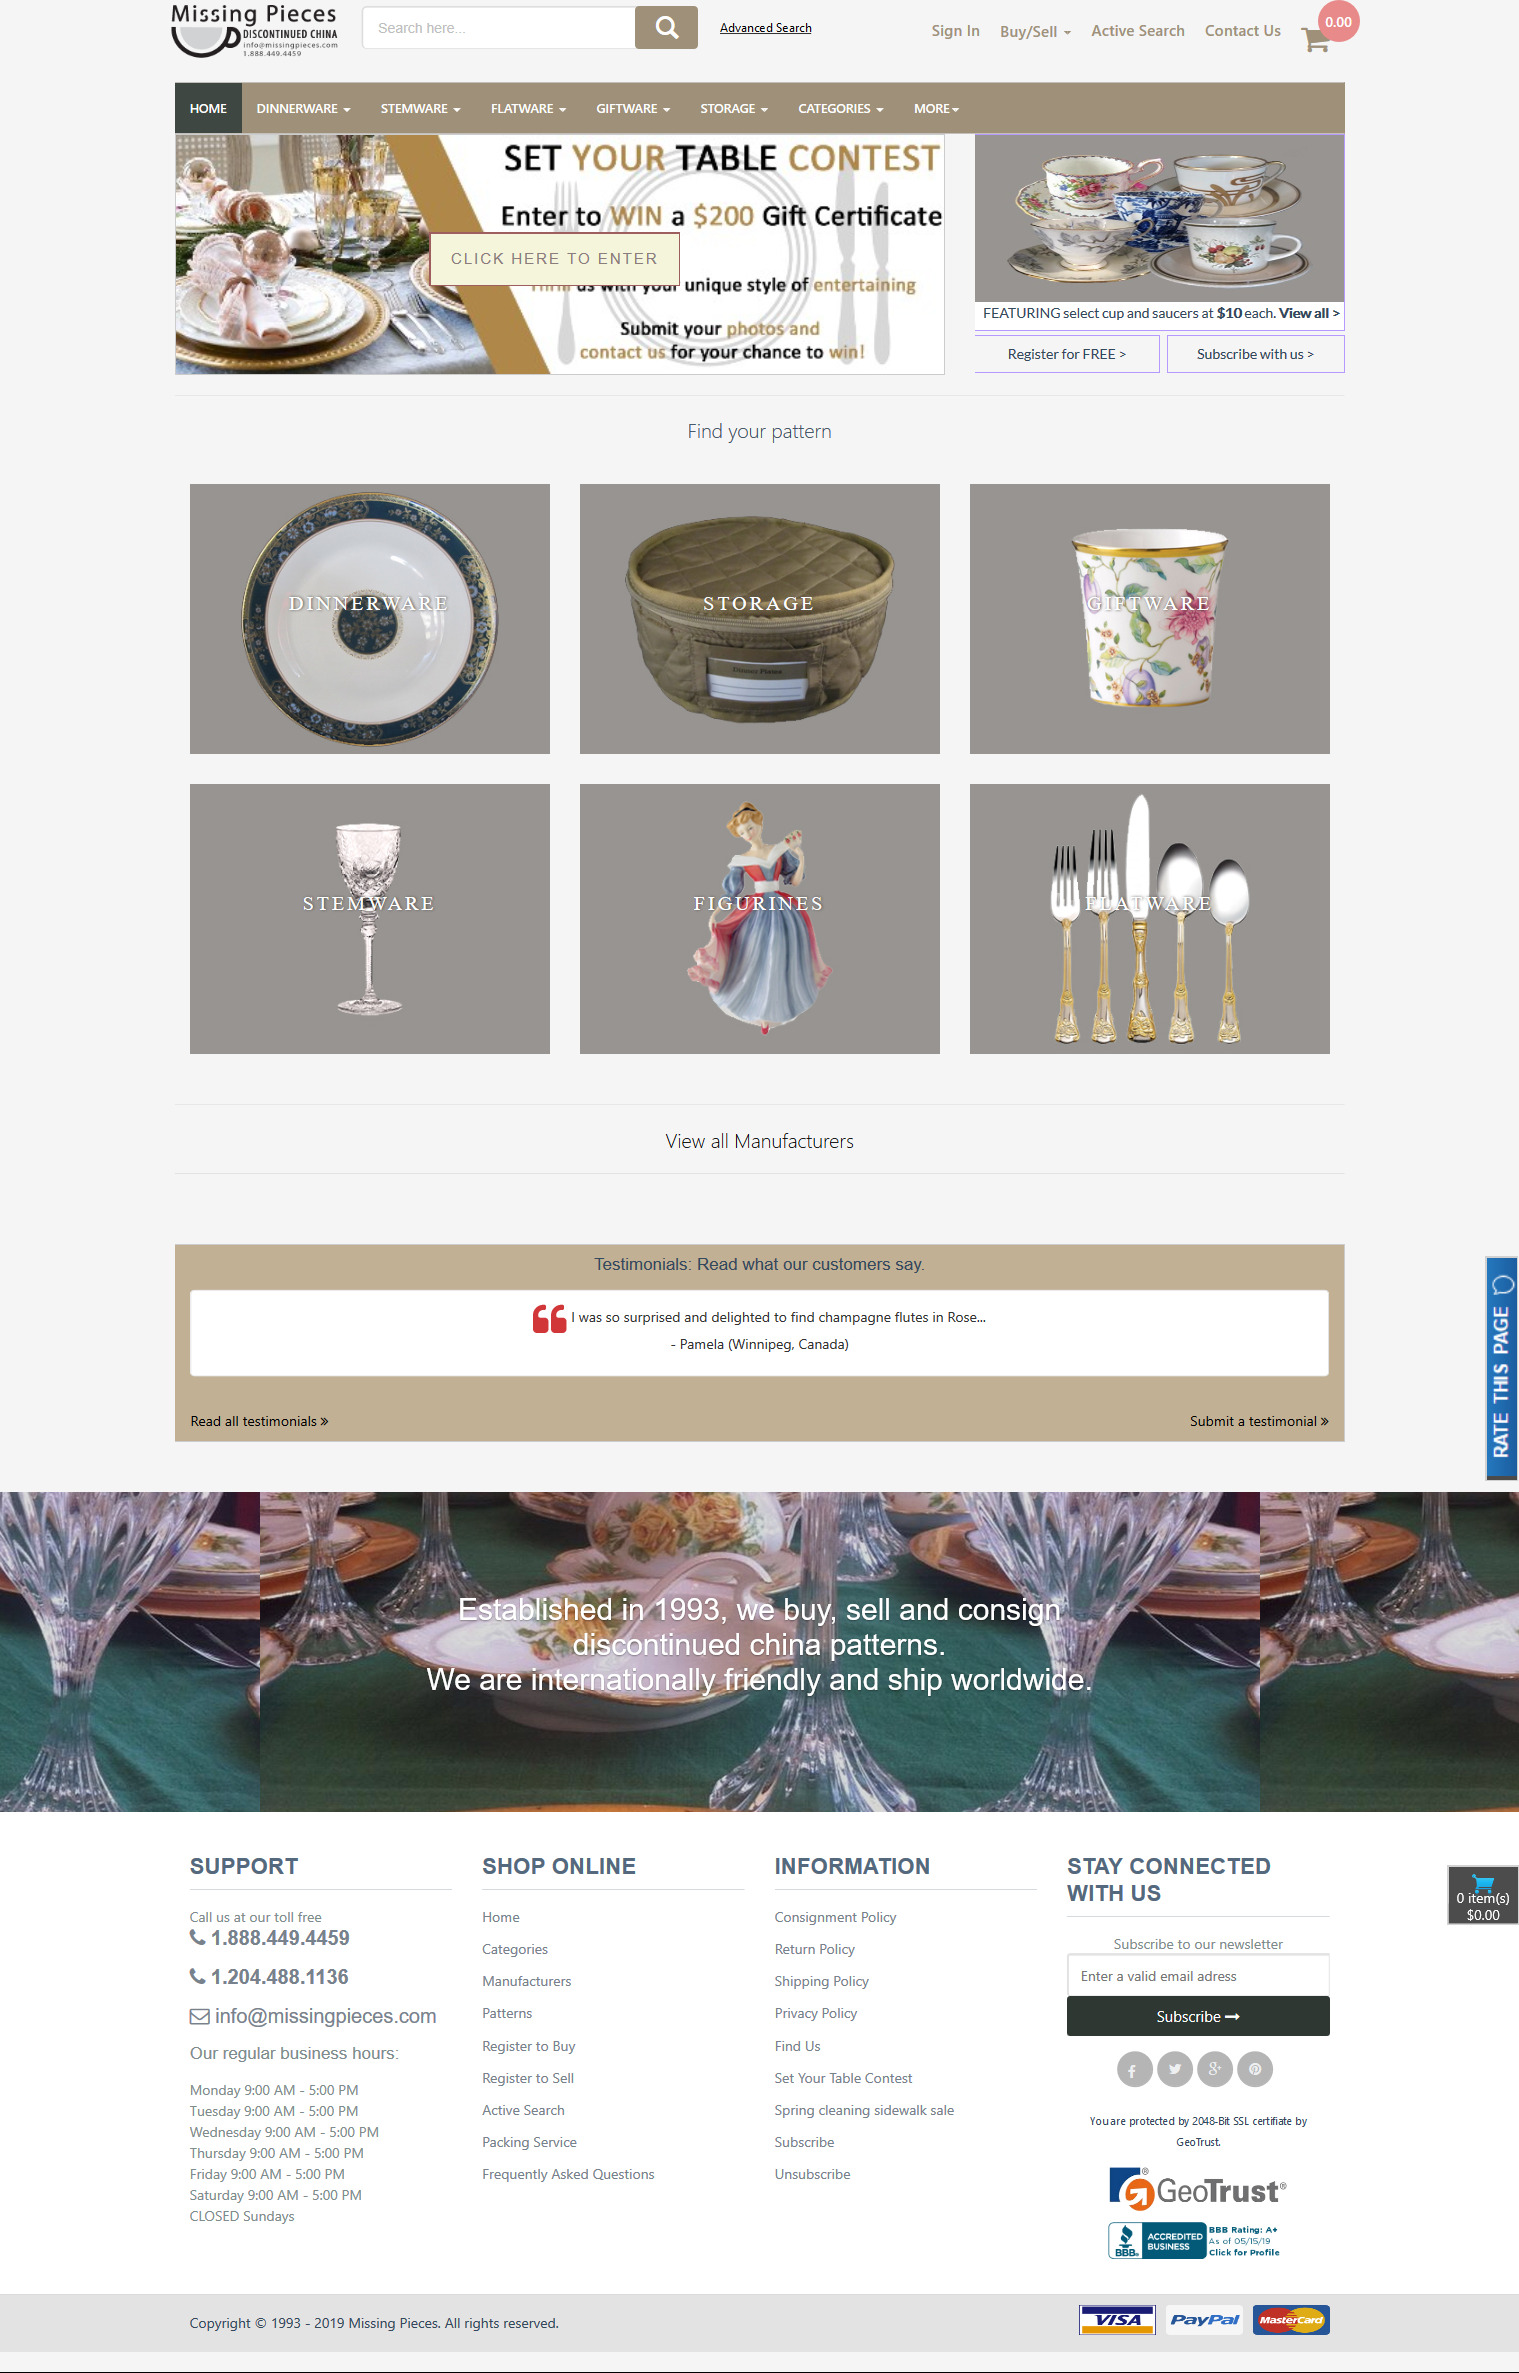 Missing Pieces
DISCONTINUED CHINA
info@missingpieces.com
1.888.449.4459
Search here...
Advanced Search
Sign In
Buy/Sell
Active Search
Contact Us
0.00
HOME
DINNERWARE
STEMWARE
FLATWARE
GIFTWARE
STORAGE
CATEGORIES
MORE
SET YOUR TABLE CONTEST
Enter to WIN a $200 Gift Certificate
CLICK HERE TO ENTER
us with your unique style of entertaining
Submit your photos and
contact us for your chance to win!
FEATURING select cup and saucers at $10 each. View all >
Register for FREE >
Subscribe with us >
Find your pattern
DINNERWARE
STORAGE
GIFTWARE
Dinner Pieces
STEMWARE
FIGURINES
FLATWARE
View all Manufacturers
Testimonials: Read what our customers say.
I was so surprised and delighted to find champagne flutes in Rose...
- Pamela (Winnipeg, Canada)
Read all testimonials »
Submit a testimonial »
RATE THIS PAGE
Established in 1993, we buy, sell and consign
discontinued china patterns.
We are internationally friendly and ship worldwide.
SUPPORT
Call us at our toll free
1.888.449.4459
1.204.488.1136
info@missingpieces.com
Our regular business hours:
Monday 9:00 AM - 5:00 PM
Tuesday 9:00 AM - 5:00 PM
Wednesday 9:00 AM - 5:00 PM
Thursday 9:00 AM - 5:00 PM
Friday 9:00 AM - 5:00 PM
Saturday 9:00 AM - 5:00 PM
CLOSED Sundays
SHOP ONLINE
Home
Categories
Manufacturers
Patterns
Register to Buy
Register to Sell
Active Search
Packing Service
Frequently Asked Questions
INFORMATION
Consignment Policy
Return Policy
Shipping Policy
Privacy Policy
Find Us
Set Your Table Contest
Spring cleaning sidewalk sale
Subscribe
Unsubscribe
STAY CONNECTED
WITH US
Subscribe to our newsletter
Enter a valid email adress
Subscribe
You are protected by 2048-Bit SSL certifiate by
GeoTrust.
GeoTrust®
BBB.
ACCREDITED
BUSINESS
BBB Rating: A+
As of 05/15/19
Click for Profile
0 item(s)
$0.00
Copyright © 1993 - 2019 Missing Pieces. All rights reserved.
VISA
PayPal
MasterCard